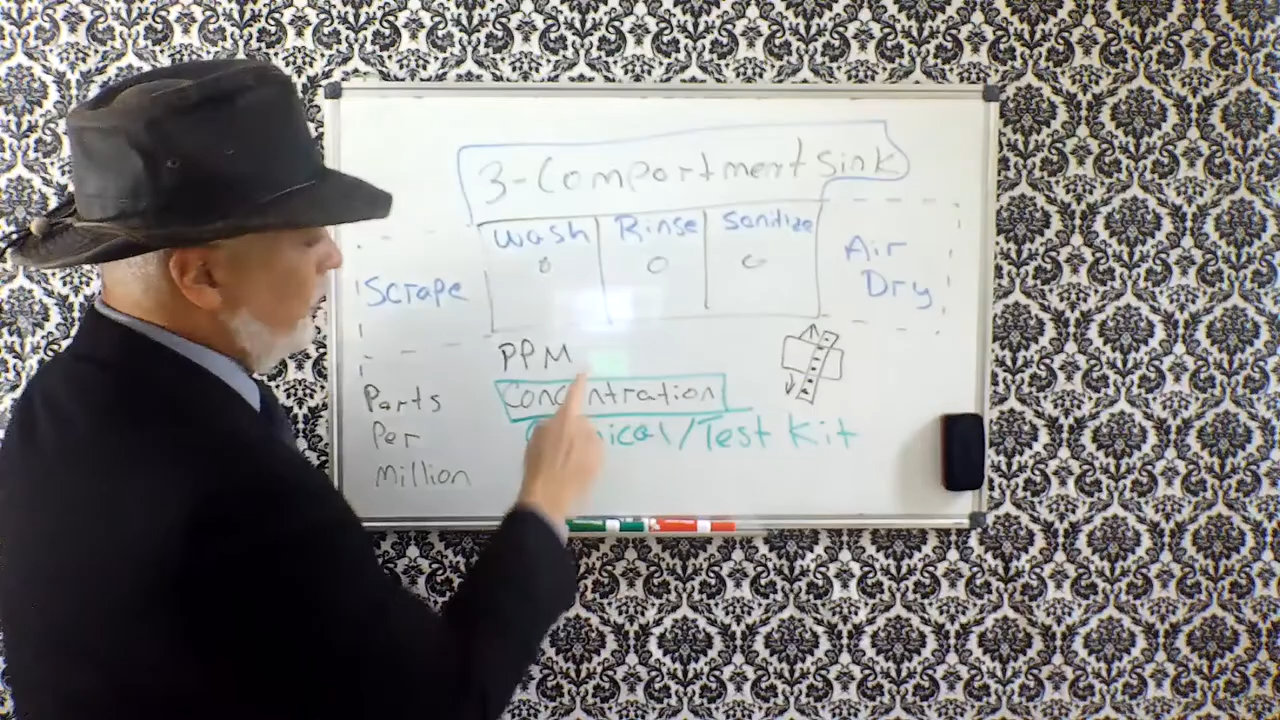 3-Compartment Sink
Wash Rinse Sanitize
Scrape
Air
Dry
PPM
Parts
Per
Million
Concentration
/Test Kit